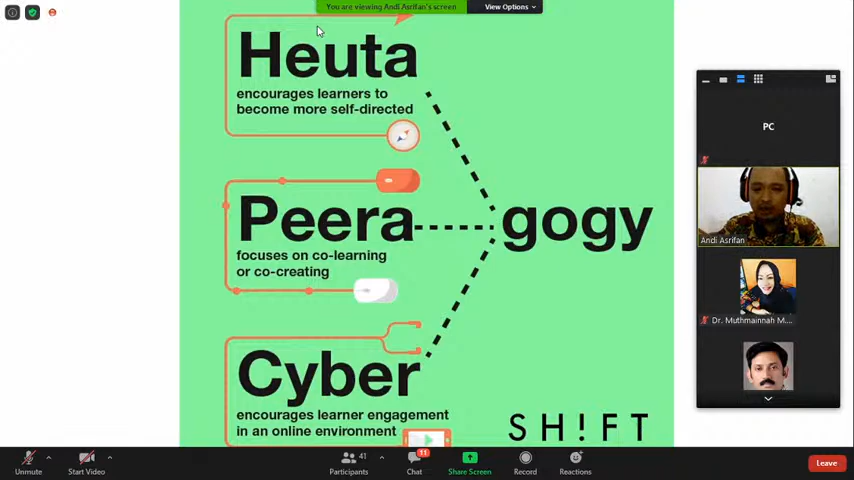 You are viewing Andi Asrifan's screen
View Options
Heuta
encourages learners to
become more self-directed
Peera
focuses on co-learning
or co-creating
gogy
Cyber
encourages learner engagement
in an online environment
SH!FT
PC
Andi Asrifan
Dr. Muthmainnah M...
Unmute
Start Video
Participants
41
Chat
11
Share Screen
Record
Reactions
Leave